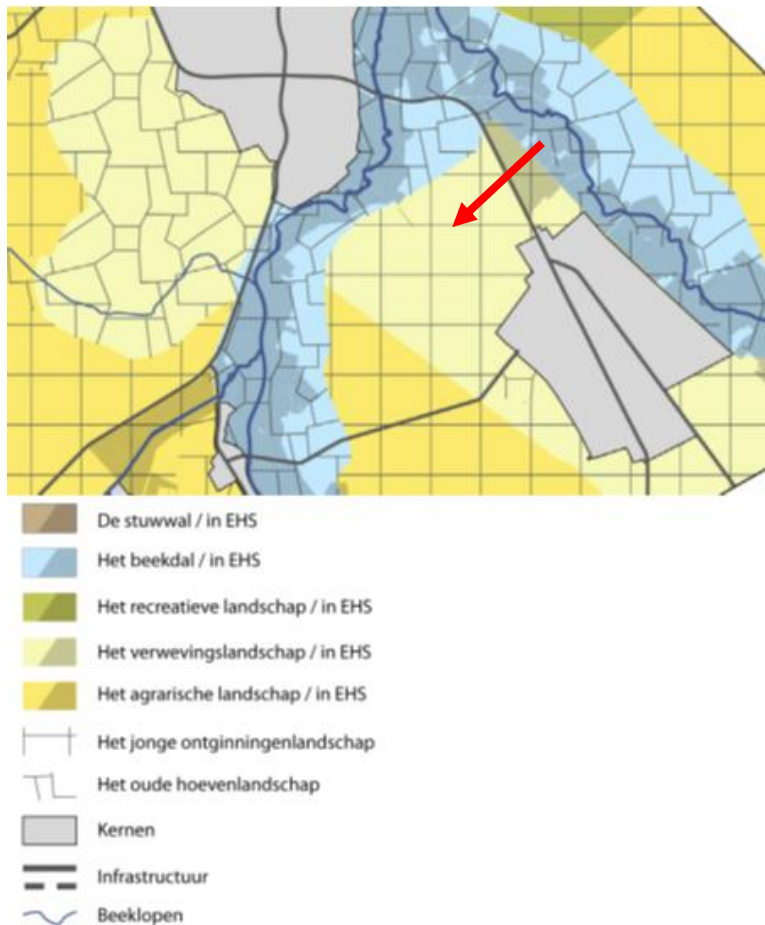 De stuwwal / in EHS
Het beekdal / in EHS
Het recreatieve landschap / in EHS
Het verwevingslandschap / in EHS
Het agrarische landschap / in EHS
Het jonge ontginningenlandschap
Het oude hoevenlandschap
Kernen
Infrastructuur
Beeklopen